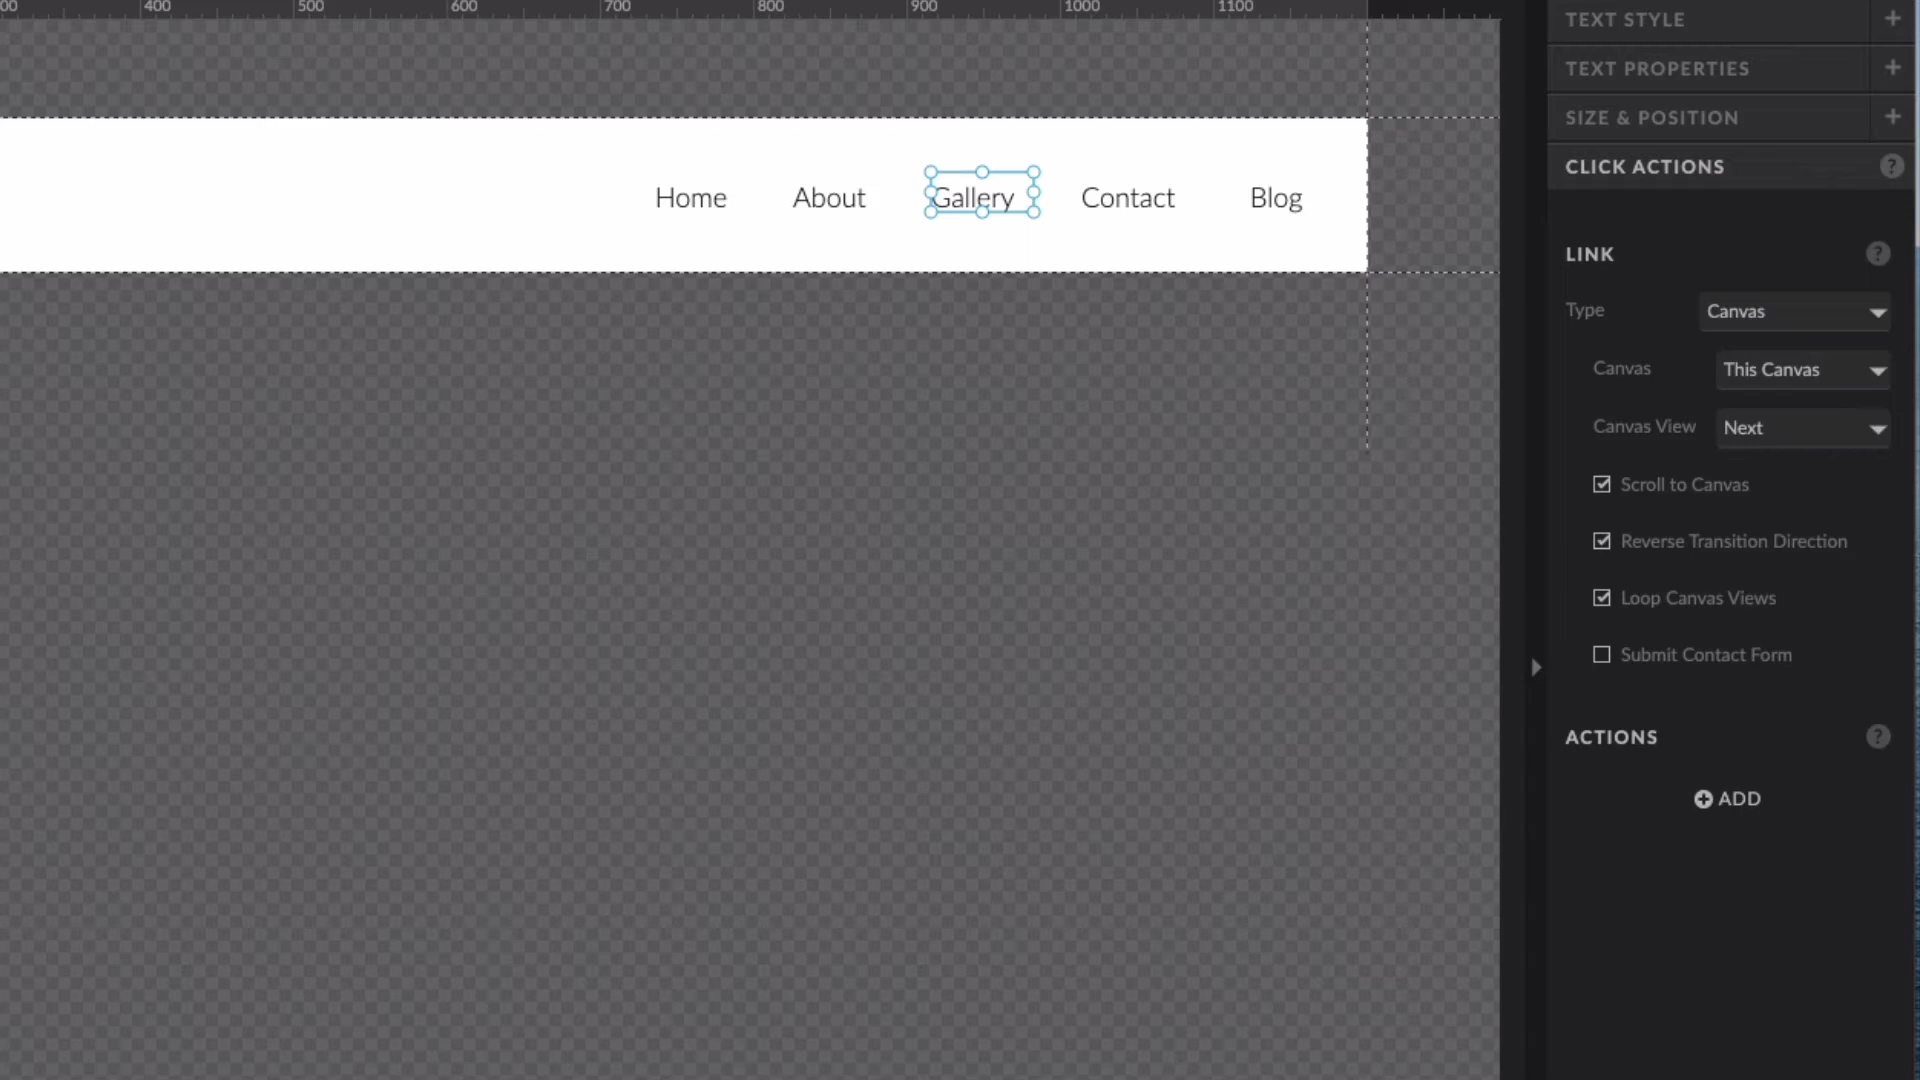 00 400 500 600 700 800 900 1000 1100
TEXT STYLE
TEXT PROPERTIES
SIZE & POSITION
CLICK ACTIONS ?
Home About Gallery Contact Blog
LINK ?
Type Canvas
Canvas This Canvas
Canvas View Next
Scroll to Canvas
Reverse Transition Direction
Loop Canvas Views
Submit Contact Form
ACTIONS ?
ADD